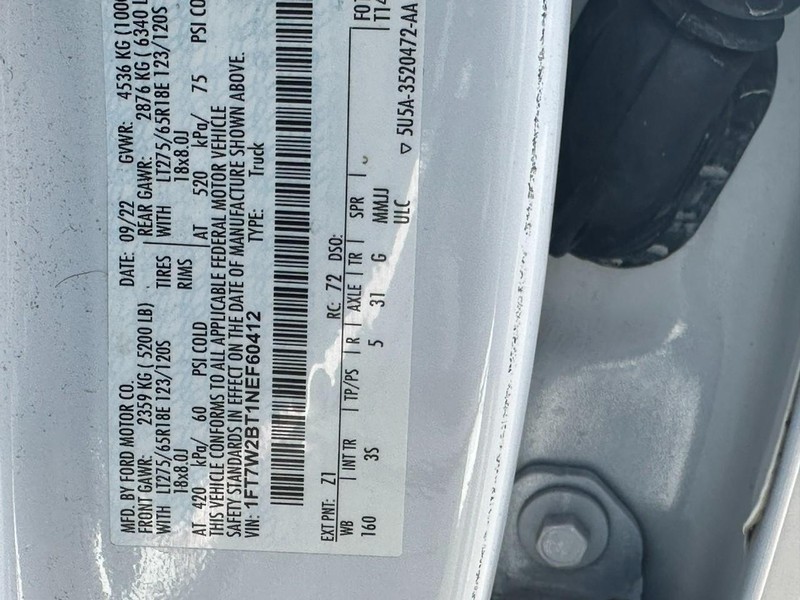 MFD. BY FORD MOTOR CO. DATE: 09/22 GVWR: 4536 KG
FRONT GAWR: 2359 KG ( 5200 LB) REAR GAWR: 2876 KG ( 6340
WITH LT275/65R18E 123/120S TIRES WITH LT275/65R18E 123/120S
18x8.0J RIMS 18x8.0J
AT 420 kPa/ 60 PSI COLD AT 520 kPa/ 75 PSI
THIS VEHICLE CONFORMS TO ALL APPLICABLE FEDERAL MOTOR VEHICLE
SAFETY STANDARDS IN EFFECT ON THE DATE OF MANUFACTURE SHOWN ABOVE.
VIN: 1FT7W2BT1NEF60412 TYPE: Truck
EXT PNT: Z1 RC: 72 DSO:
WB INT TR TP/PS R AXLE TR SPR
160 3S 5 31 G MMJJ
ULC
5U5A-3520472-AA